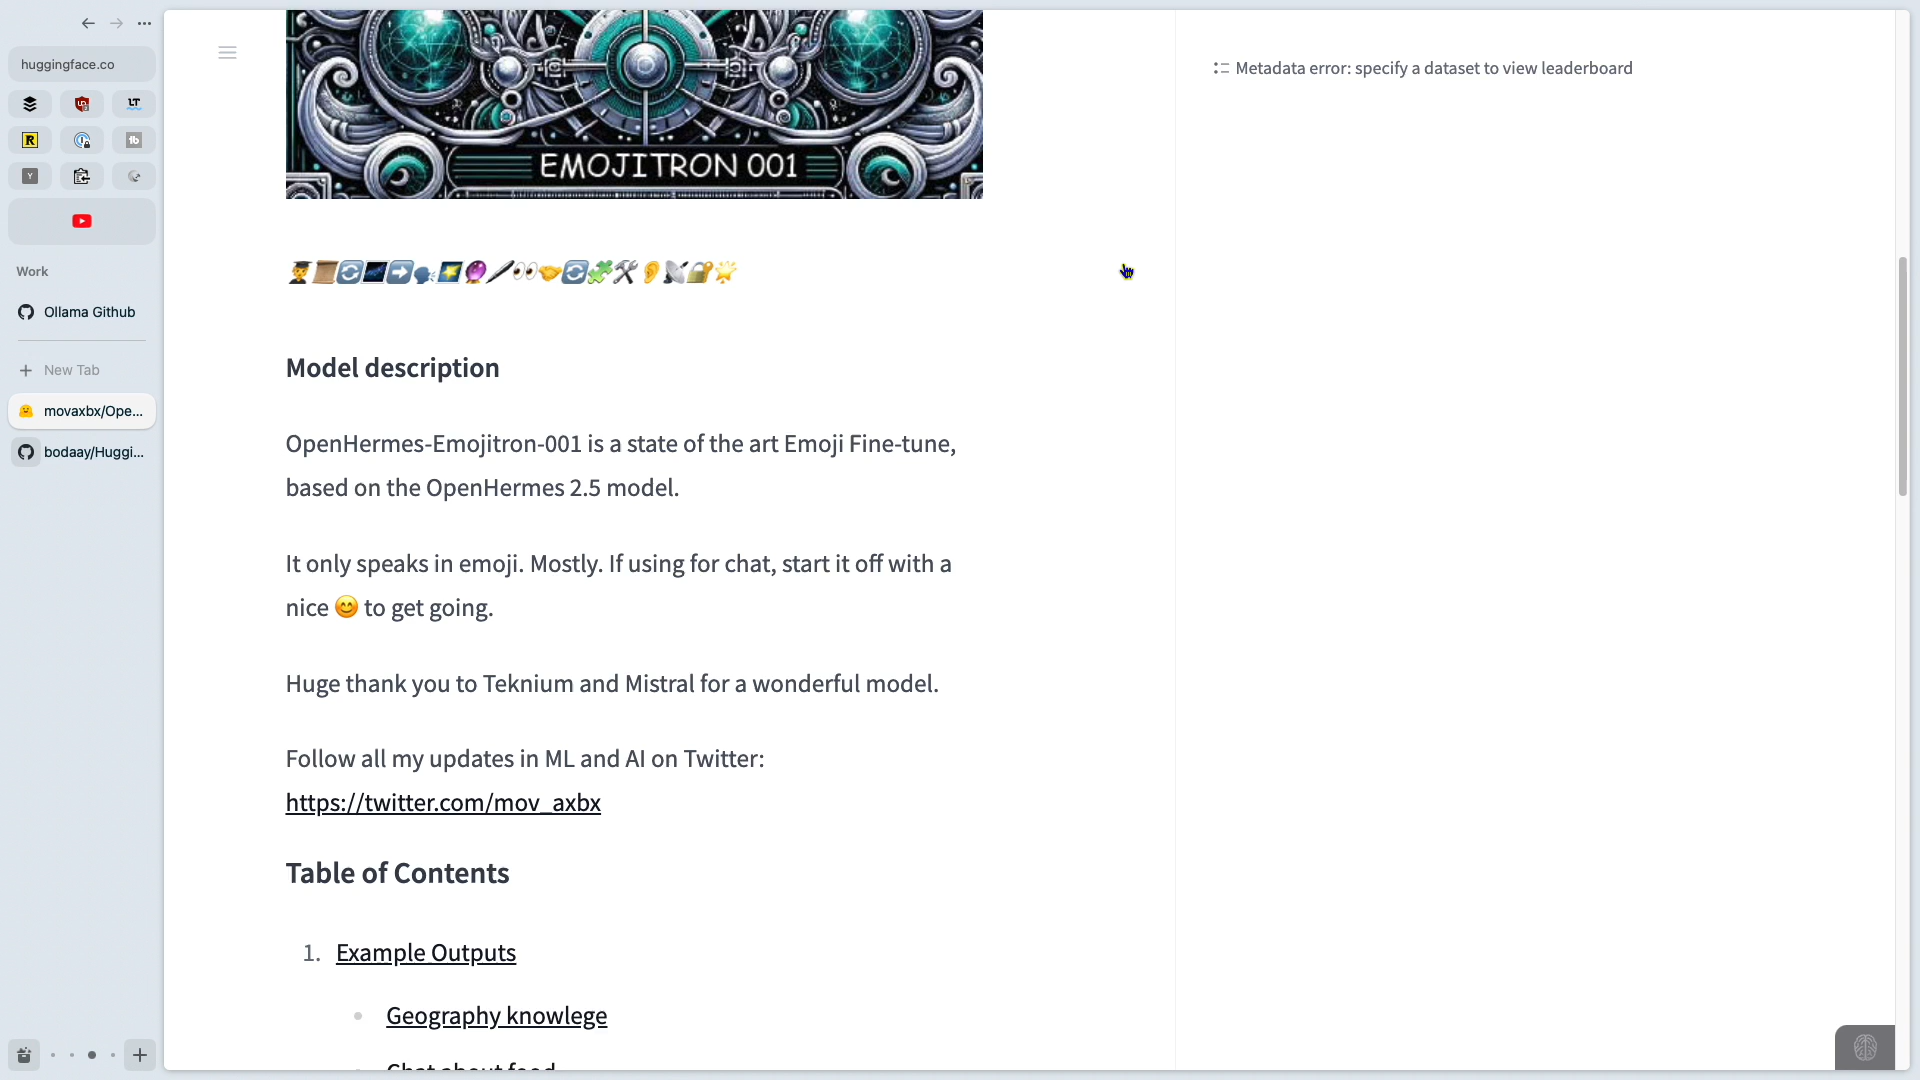 huggingface.co
Work
Ollama Github
New Tab
movaxbx/Ope...
bodaay/Huggi...
EMOJITRON 001
Metadata error: specify a dataset to view leaderboard
Model description
OpenHermes-Emojitron-001 is a state of the art Emoji Fine-tune,
based on the OpenHermes 2.5 model.
It only speaks in emoji. Mostly. If using for chat, start it off with a
nice 😊 to get going.
Huge thank you to Teknium and Mistral for a wonderful model.
Follow all my updates in ML and AI on Twitter:
https://twitter.com/mov_axbx
Table of Contents
1. Example Outputs
Geography knowlege
Chat about food